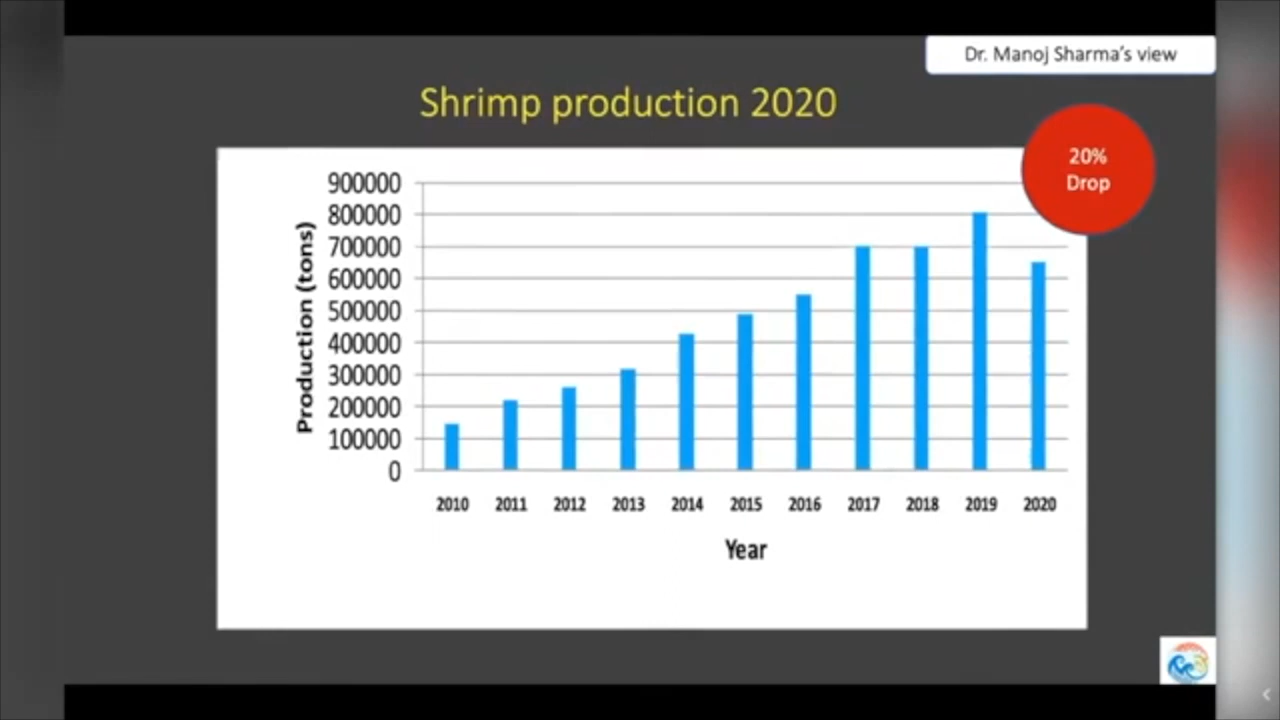 Dr. Manoj Sharma's view
Shrimp production 2020
20%
Drop
Production (tons)
900000
800000
700000
600000
500000
400000
300000
200000
100000
0
2010 2011 2012 2013 2014 2015 2016 2017 2018 2019 2020
Year